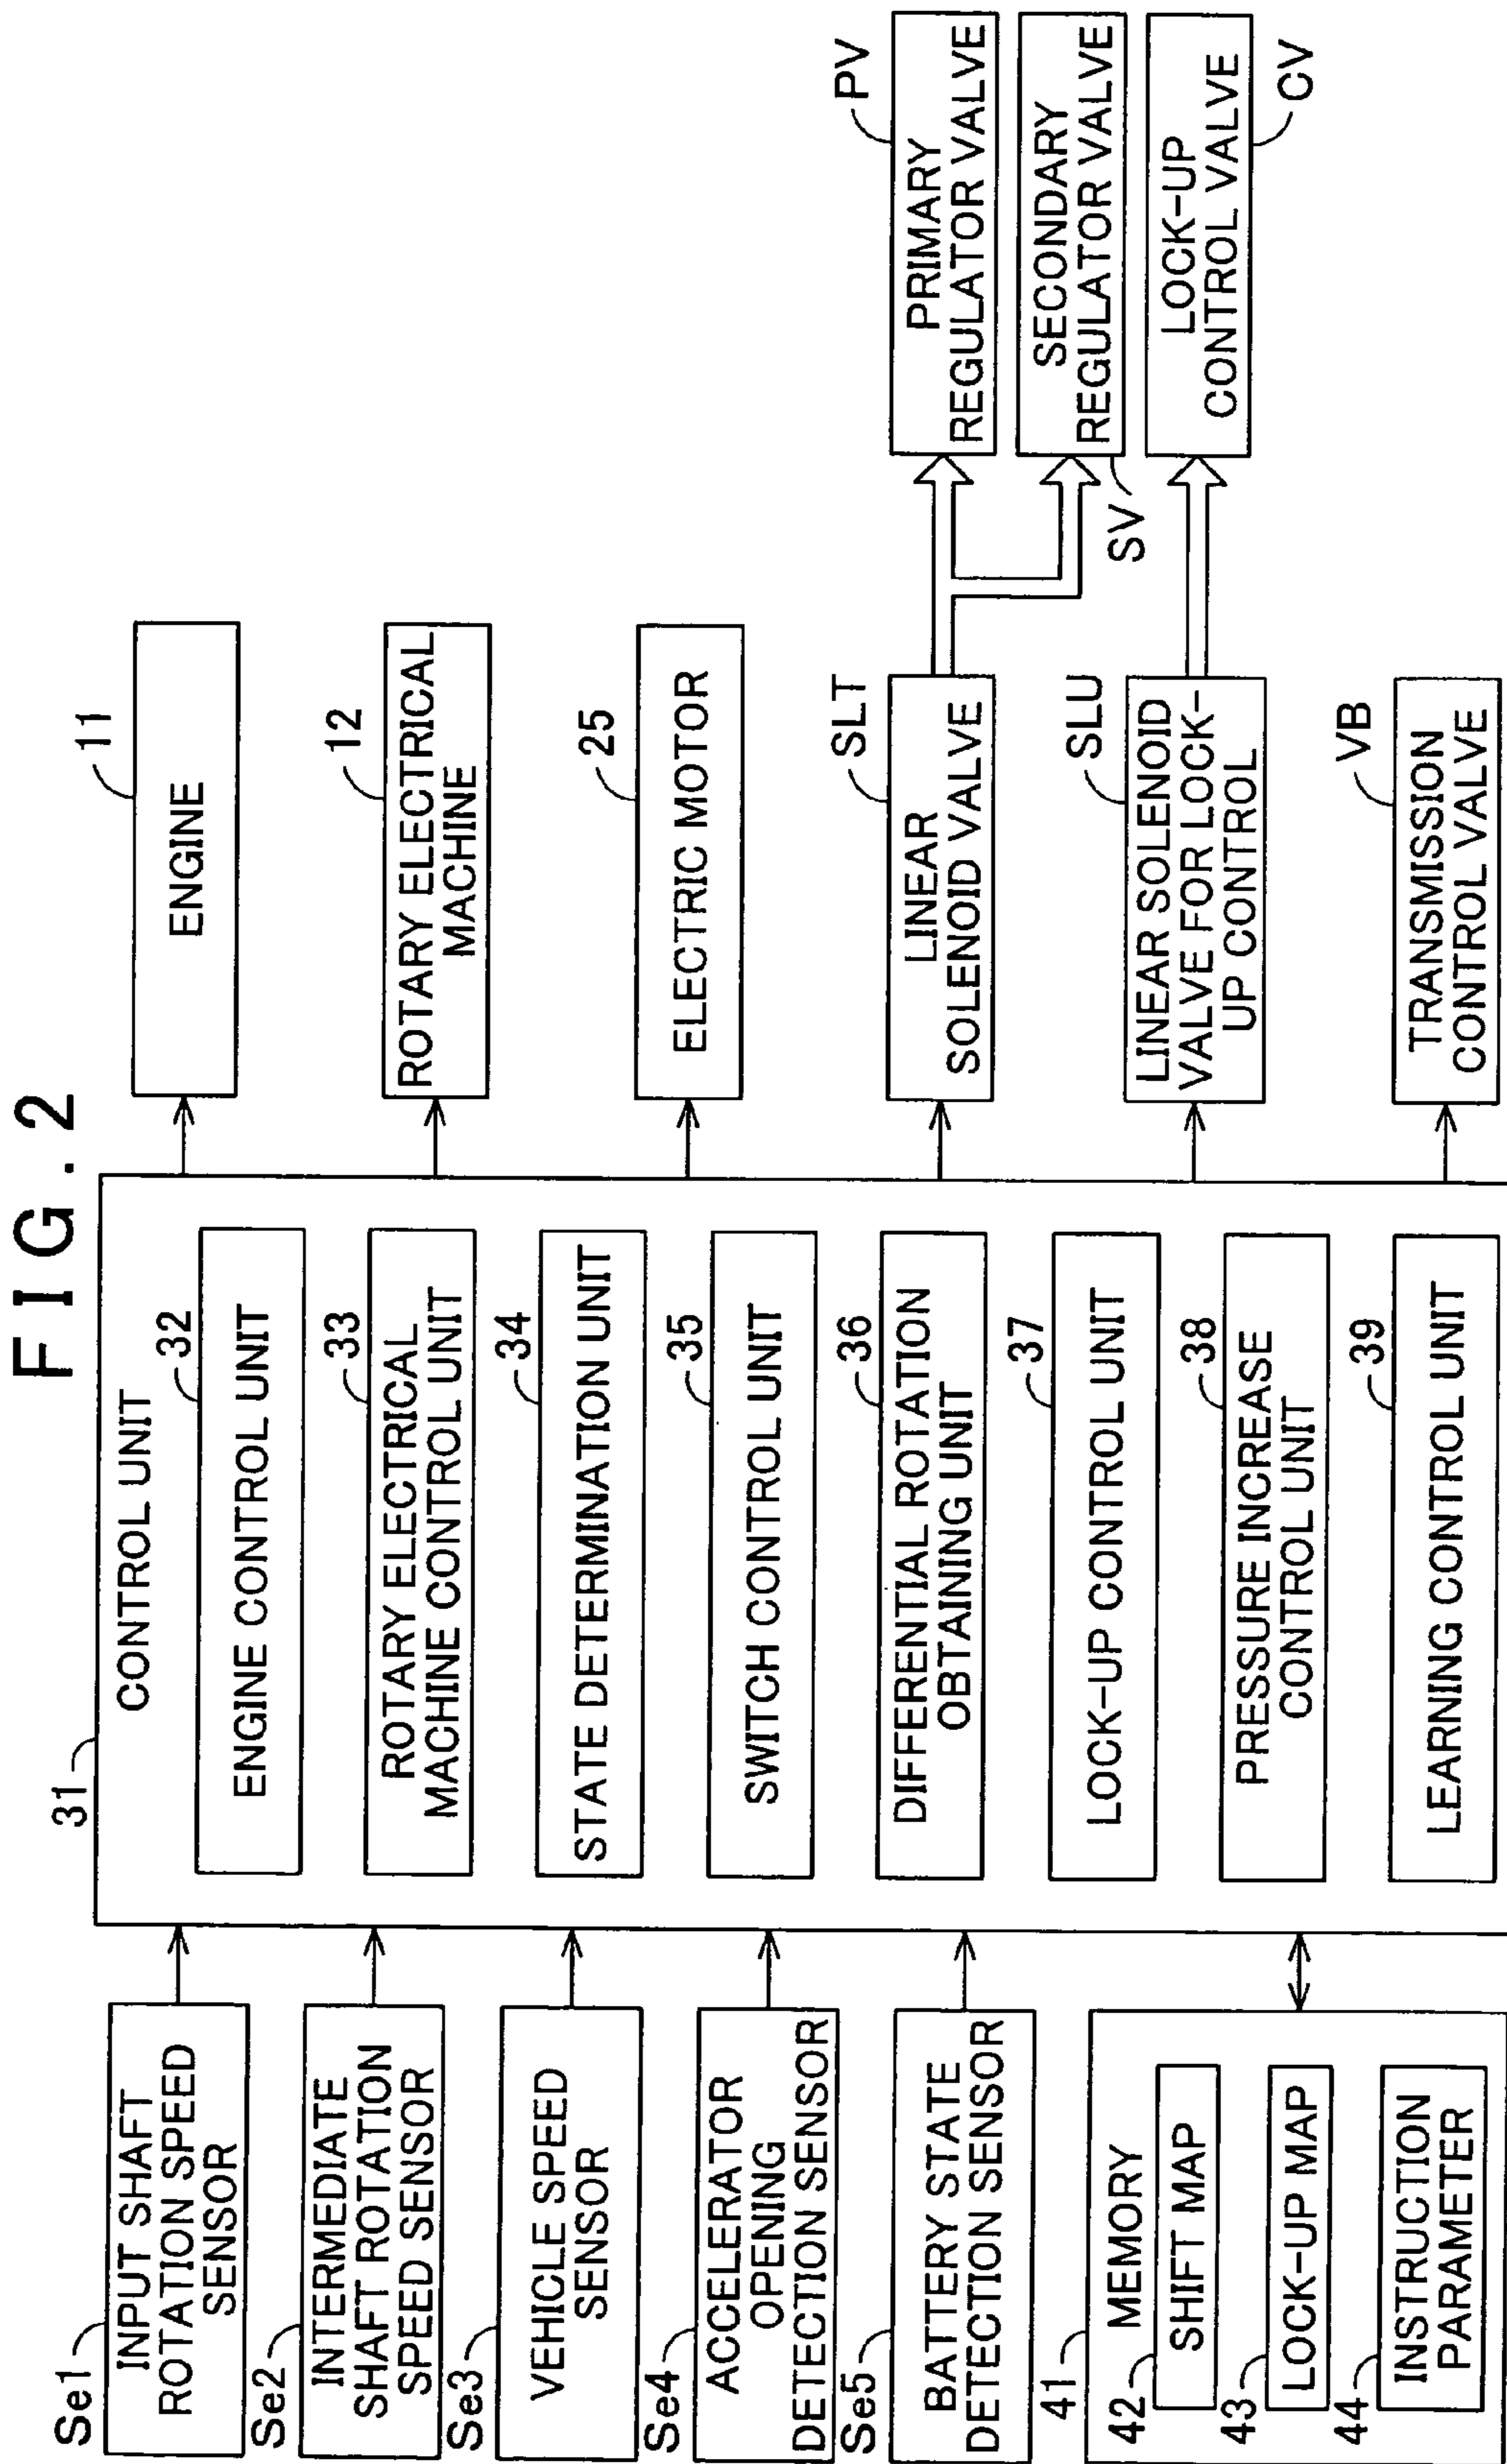 FIG. 2
Se1
INPUT SHAFT
ROTATION SPEED
SENSOR
Se2
INTERMEDIATE
SHAFT ROTATION
SPEED SENSOR
Se3
VEHICLE SPEED
SENSOR
Se4
ACCELERATOR
OPENING
DETECTION SENSOR
Se5
BATTERY STATE
DETECTION SENSOR
41
MEMORY
42
SHIFT MAP
43
LOCK-UP MAP
44
INSTRUCTION
PARAMETER
31
CONTROL UNIT
32
ENGINE CONTROL UNIT
33
ROTARY ELECTRICAL
MACHINE CONTROL UNIT
34
STATE DETERMINATION UNIT
35
SWITCH CONTROL UNIT
36
DIFFERENTIAL ROTATION
OBTAINING UNIT
37
LOCK-UP CONTROL UNIT
38
PRESSURE INCREASE
CONTROL UNIT
39
LEARNING CONTROL UNIT
11
ENGINE
12
ROTARY ELECTRICAL
MACHINE
25
ELECTRIC MOTOR
SLT
LINEAR
SOLENOID VALVE
SLU
LINEAR SOLENOID
VALVE FOR LOCK-
UP CONTROL
VB
TRANSMISSION
CONTROL VALVE
PV
PRIMARY
REGULATOR VALVE
SECONDARY
REGULATOR VALVE
SV
LOCK-UP
CONTROL VALVE
CV